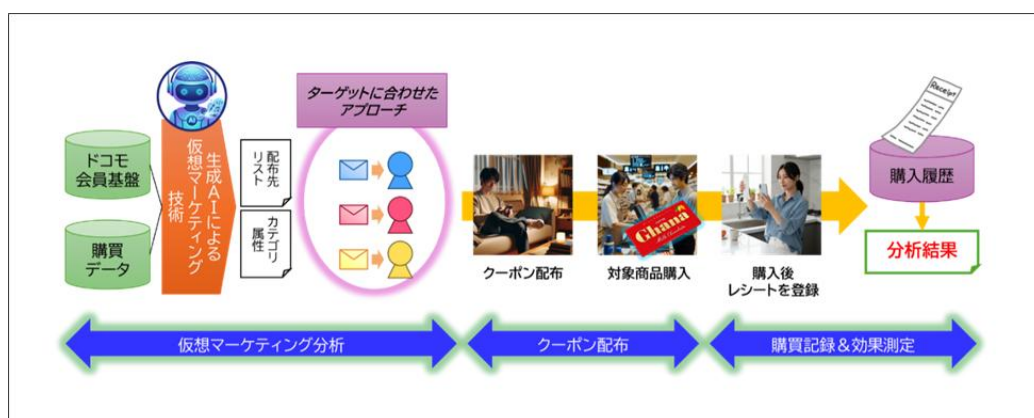 ドコモ
会員基盤
購買
データ
AI
生成AIによる
仮想マーケティング
技術
配布先
リスト
カテゴリ
属性
ターゲットに合わせた
アプローチ
クーポン配布
Ghana
Milk Chocolate
対象商品購入
購入後
レシートを登録
Receipt
購入履歴
分析結果
仮想マーケティング分析
クーポン配布
購買記録&効果測定